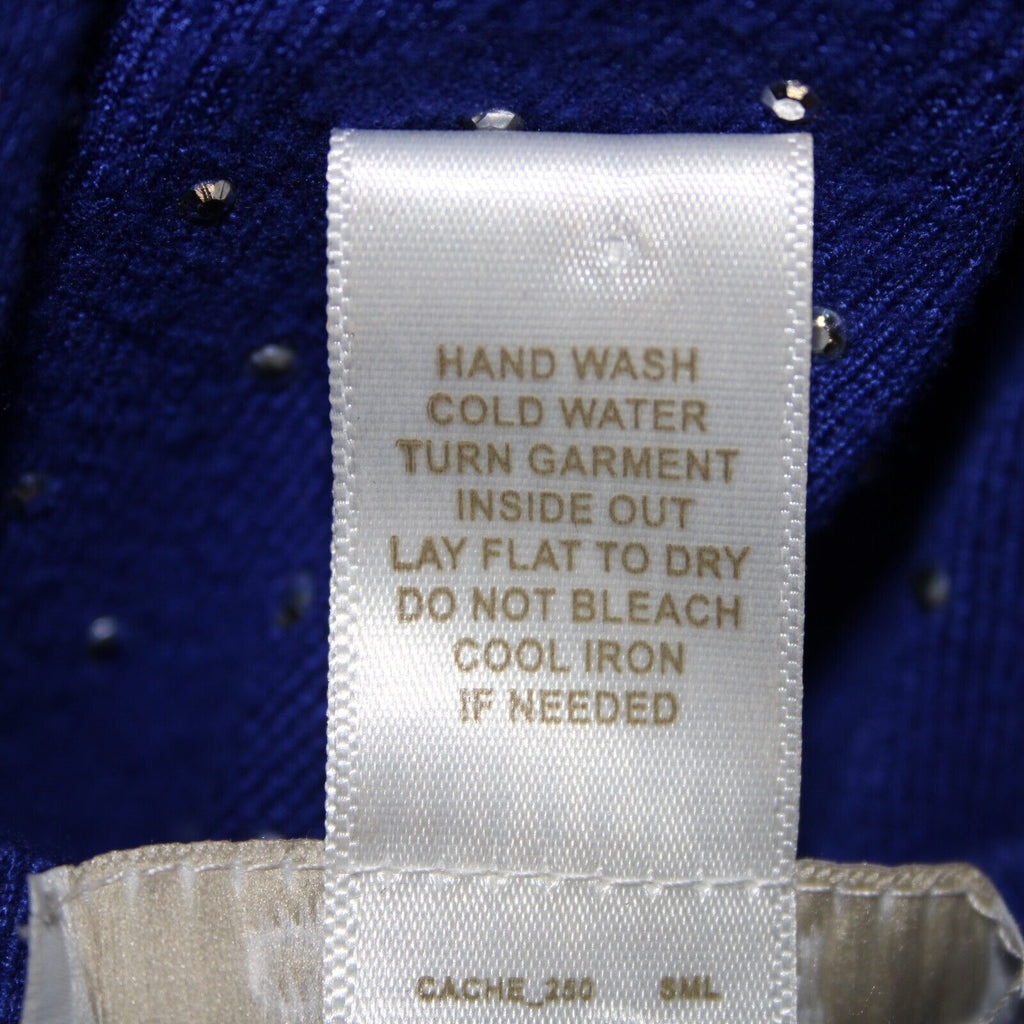 HAND WASH
COLD WATER
TURN GARMENT
INSIDE OUT
LAY FLAT TO DRY
DO NOT BLEACH
COOL IRON
IF NEEDED
CACHE_280 SML